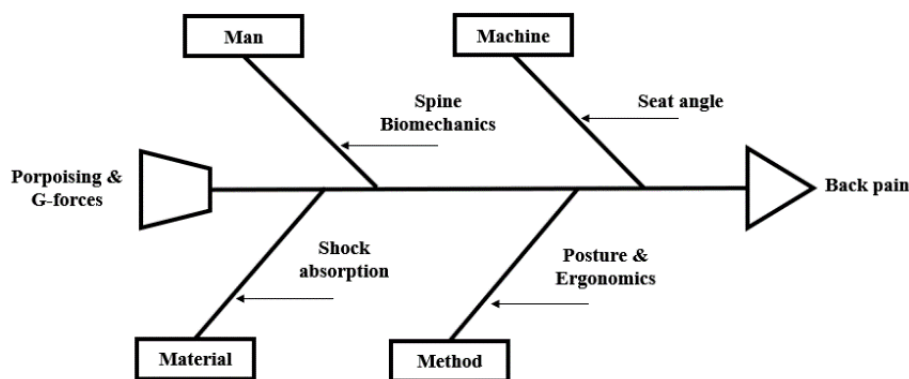 Man
Machine
Spine
Biomechanics
Seat angle
Porpoising &
G-forces
Back pain
Shock
absorption
Posture &
Ergonomics
Material
Method